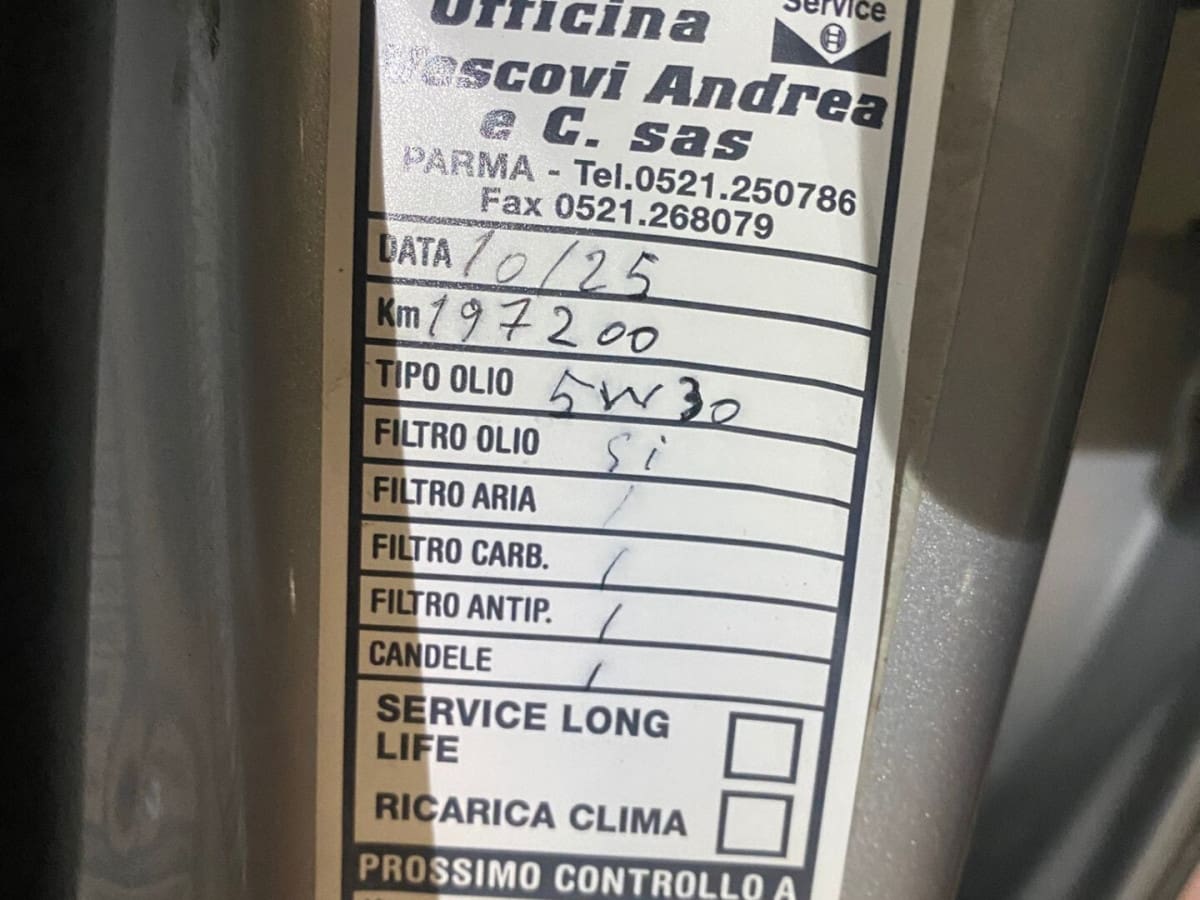 Service
Officina
Vescovi Andrea
e C. sas
PARMA - Tel.0521.250786
Fax 0521.268079
DATA 10/25
Km 197200
TIPO OLIO 5W30
FILTRO OLIO Si
FILTRO ARIA /
FILTRO CARB. /
FILTRO ANTIP. /
CANDELE /
SERVICE LONG
LIFE
RICARICA CLIMA
PROSSIMO CONTROLLO A